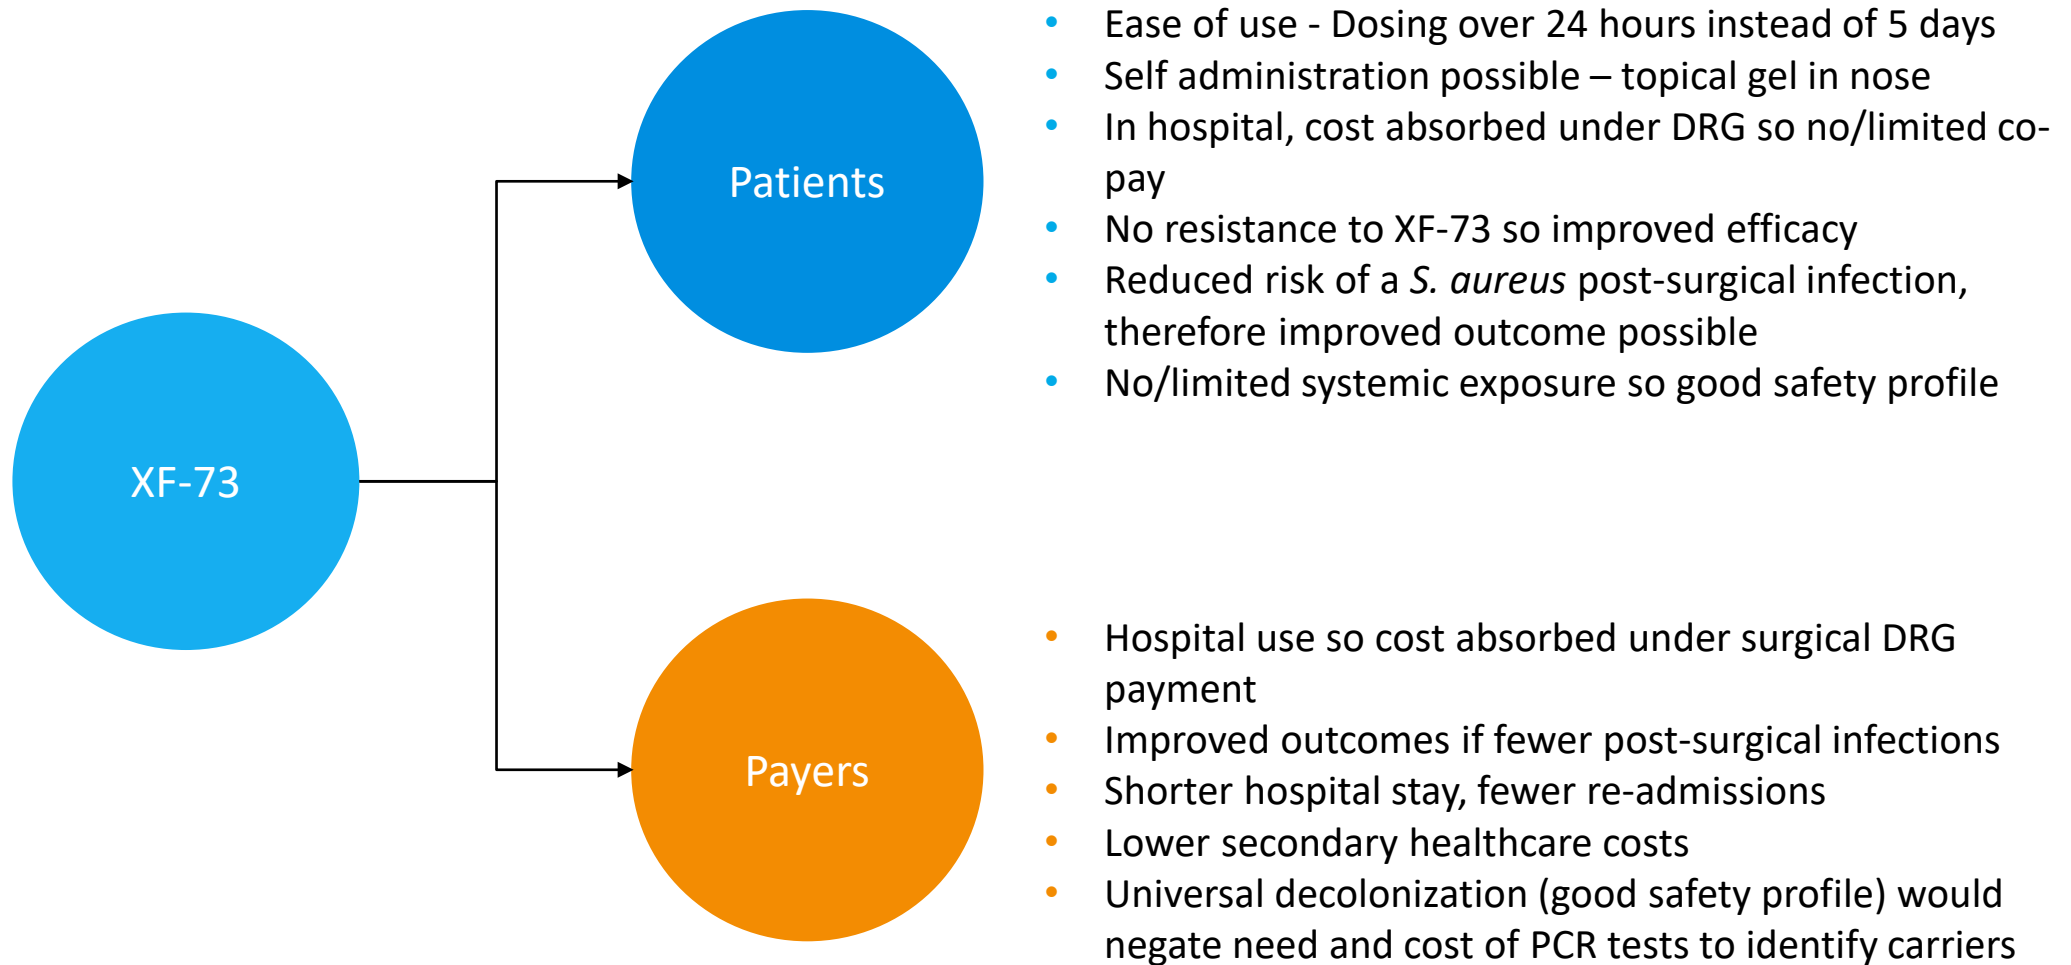 XF-73
Patients
• Ease of use - Dosing over 24 hours instead of 5 days
• Self administration possible – topical gel in nose
• In hospital, cost absorbed under DRG so no/limited co-
pay
• No resistance to XF-73 so improved efficacy
• Reduced risk of a S. aureus post-surgical infection,
therefore improved outcome possible
• No/limited systemic exposure so good safety profile
Payers
• Hospital use so cost absorbed under surgical DRG
payment
• Improved outcomes if fewer post-surgical infections
• Shorter hospital stay, fewer re-admissions
• Lower secondary healthcare costs
• Universal decolonization (good safety profile) would
negate need and cost of PCR tests to identify carriers